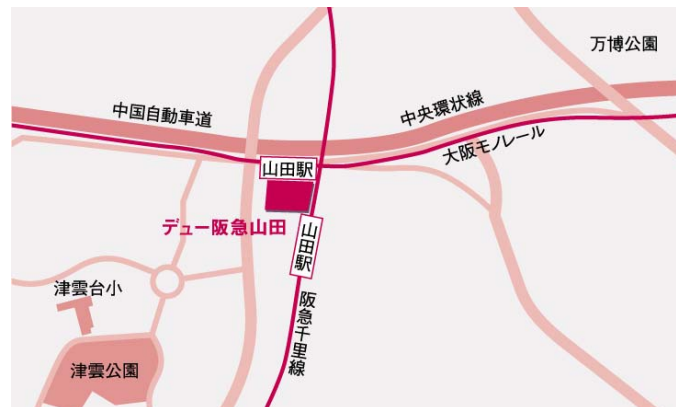 万博公園
中国自動車道
中央環状線
大阪モノレール
山田駅
デュー阪急山田
山田駅
阪急千里線
津雲台小
津雲公園